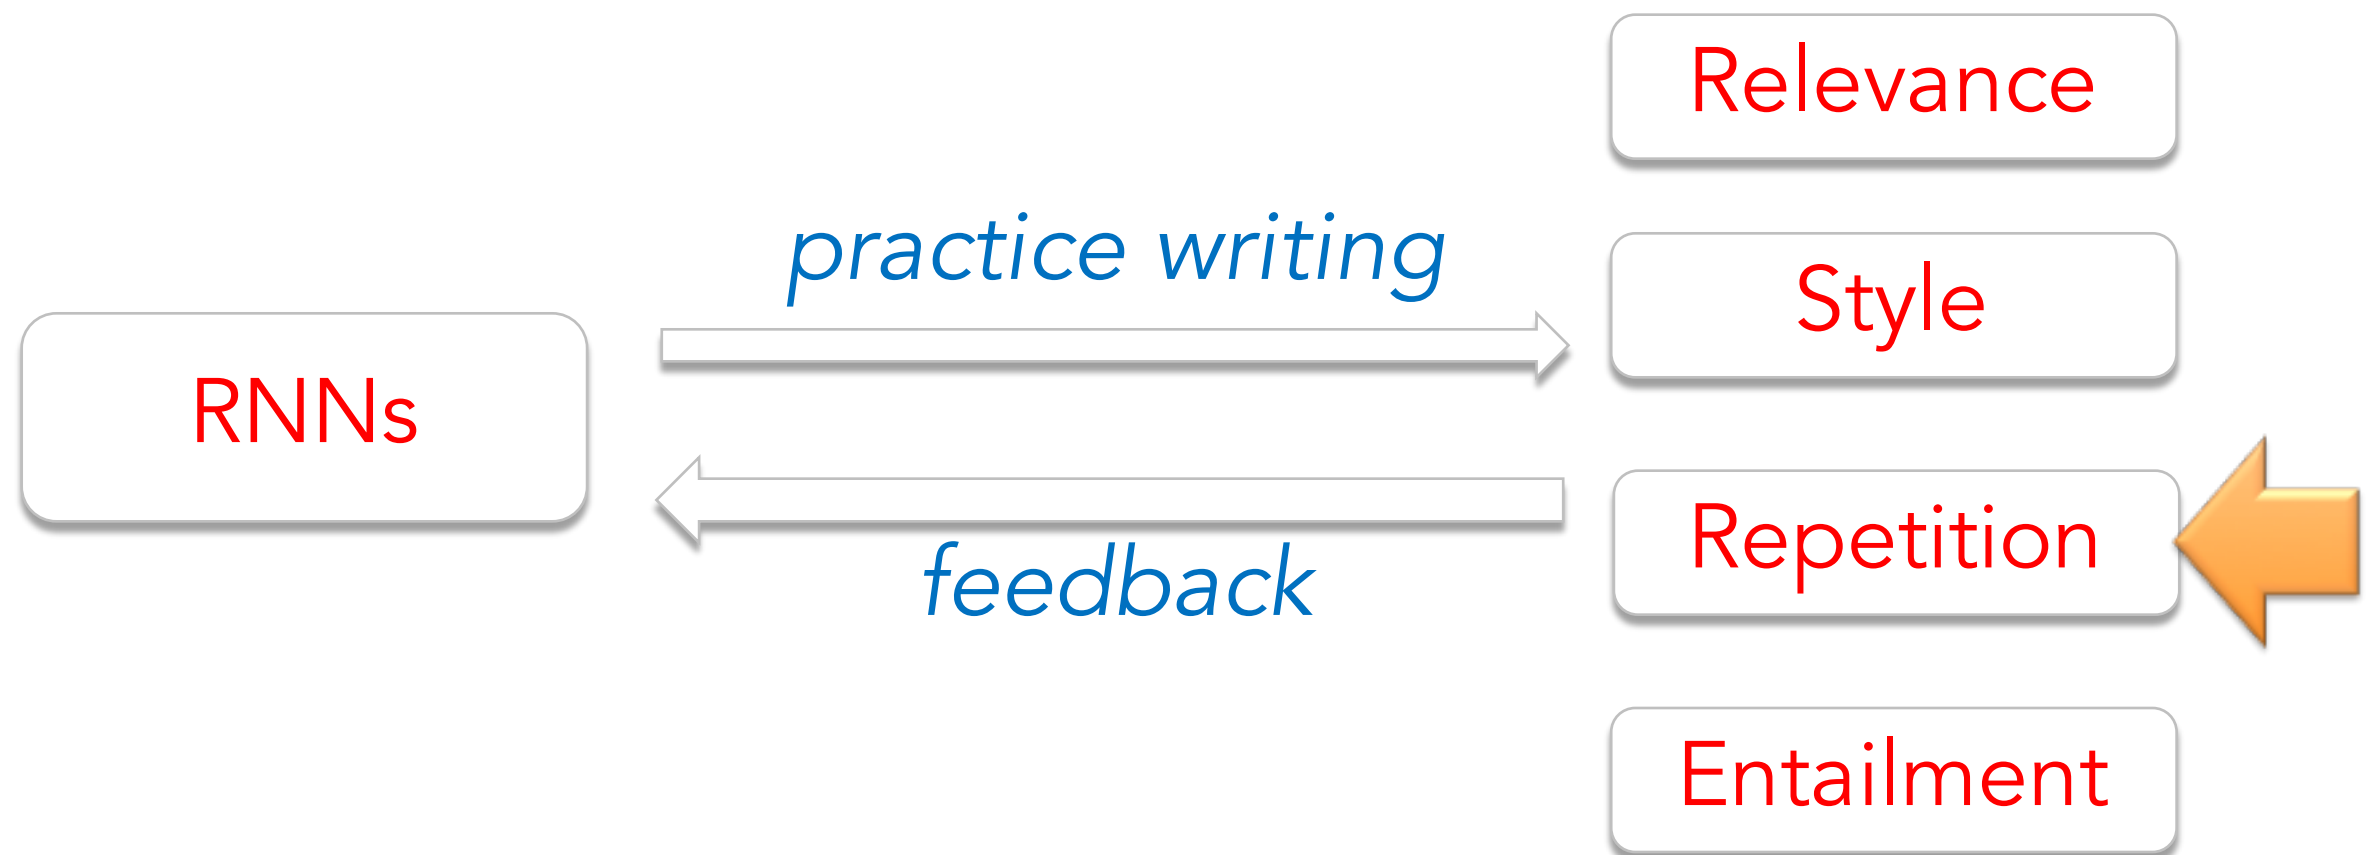 RNNs
practice writing
feedback
Relevance
Style
Repetition
Entailment